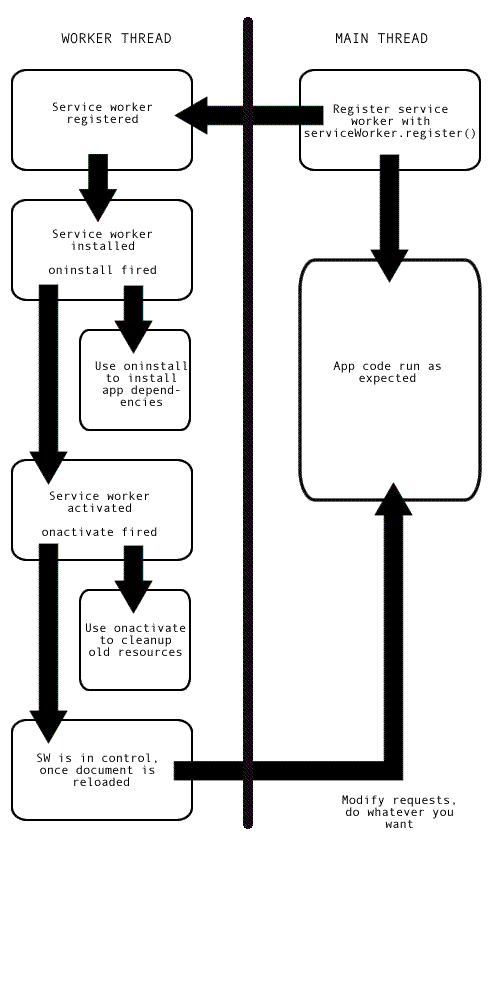 WORKER THREAD
MAIN THREAD
Service worker
registered
Register service
worker with
serviceWorker.register()
Service worker
installed
oninstall fired
Use oninstall
to install
app depend-
encies
App code run as
expected
Service worker
activated
onactivate fired
Use onactivate
to cleanup
old resources
SW is in control,
once document is
reloaded
Modify requests,
do whatever you
want